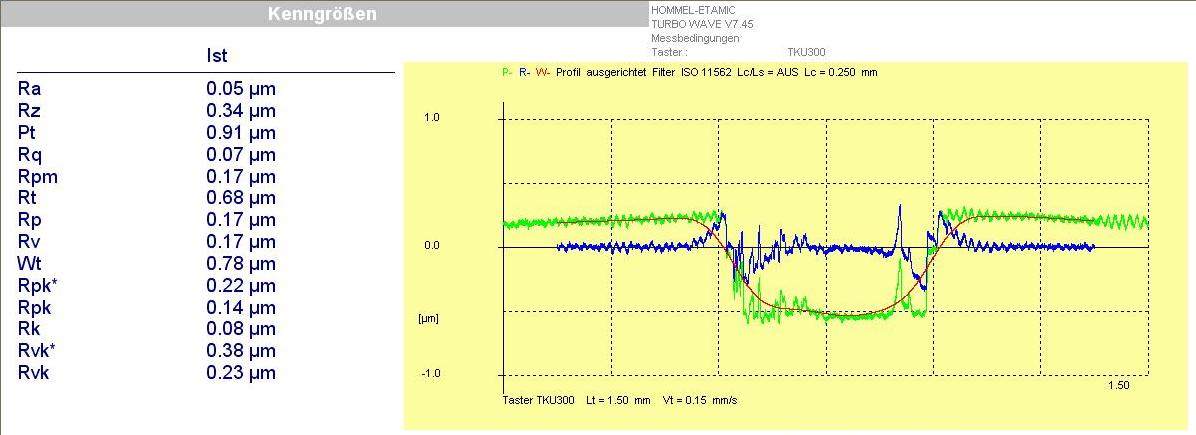 Kenngrößen
HOMMEL-ETAMIC
TURBO WAVE V7.45
Messbedingungen
Taster : TKU300
Ist
Ra 0.05 µm
Rz 0.34 µm
Pt 0.91 µm
Rq 0.07 µm
Rpm 0.17 µm
Rt 0.68 µm
Rp 0.17 µm
Rv 0.17 µm
Wt 0.78 µm
Rpk* 0.22 µm
Rpk 0.14 µm
Rk 0.08 µm
Rvk* 0.38 µm
Rvk 0.23 µm
P- R- W- Profil ausgerichtet Filter ISO 11562 Lc/Ls = AUS Lc = 0.250 mm
1.0
0.0
[µm]
-1.0
1.50
Taster TKU300 Lt = 1.50 mm Vt = 0.15 mm/s